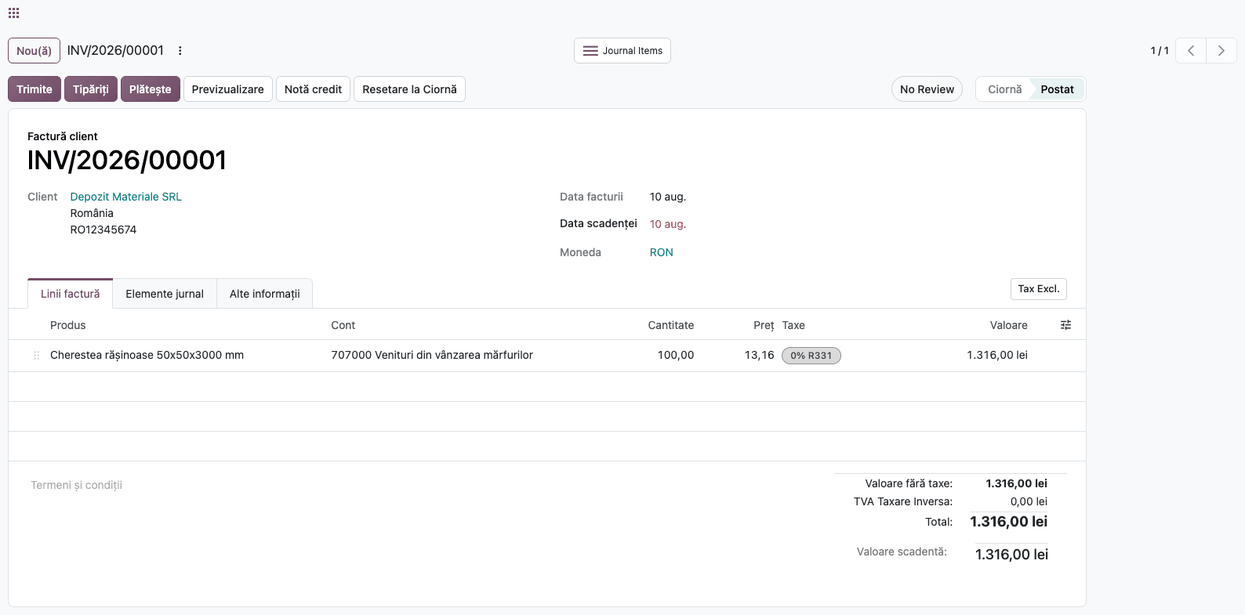 Nou(ă) INV/2026/00001 Journal Items 1 / 1
Trimite Tipăriți Plătește Previzualizare Notă credit Resetare la Ciornă No Review Ciornă Postat
Factură client
INV/2026/00001
Client Depozit Materiale SRL
România
RO12345674
Data facturii 10 aug.
Data scadenței 10 aug.
Moneda RON
Linii factură Elemente jurnal Alte informații Tax Excl.
Produs Cont Cantitate Preț Taxe Valoare
Cherestea rășinoase 50x50x3000 mm 707000 Venituri din vânzarea mărfurilor 100,00 13,16 0% R331 1.316,00 lei
Termeni și condiții
Valoare fără taxe: 1.316,00 lei
TVA Taxare Inversa: 0,00 lei
Total: 1.316,00 lei
Valoare scadentă: 1.316,00 lei